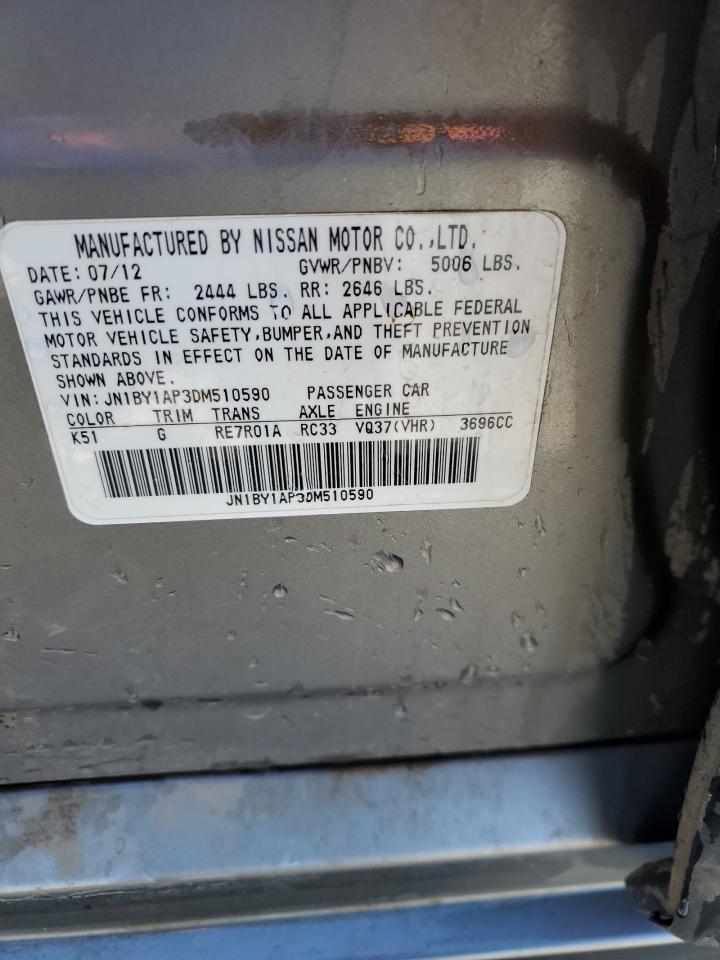 MANUFACTURED BY NISSAN MOTOR CO.,LTD.
DATE: 07/12 GVWR/PNBV: 5006 LBS.
GAWR/PNBE FR: 2444 LBS. RR: 2646 LBS.
THIS VEHICLE CONFORMS TO ALL APPLICABLE FEDERAL
MOTOR VEHICLE SAFETY,BUMPER,AND THEFT PREVENTION
STANDARDS IN EFFECT ON THE DATE OF MANUFACTURE
SHOWN ABOVE.
VIN: JN1BY1AP3DM510590 PASSENGER CAR
COLOR TRIM TRANS AXLE ENGINE
K51 G RE7R01A RC33 VQ37(VHR) 3696CC
JN1BY1AP3DM510590